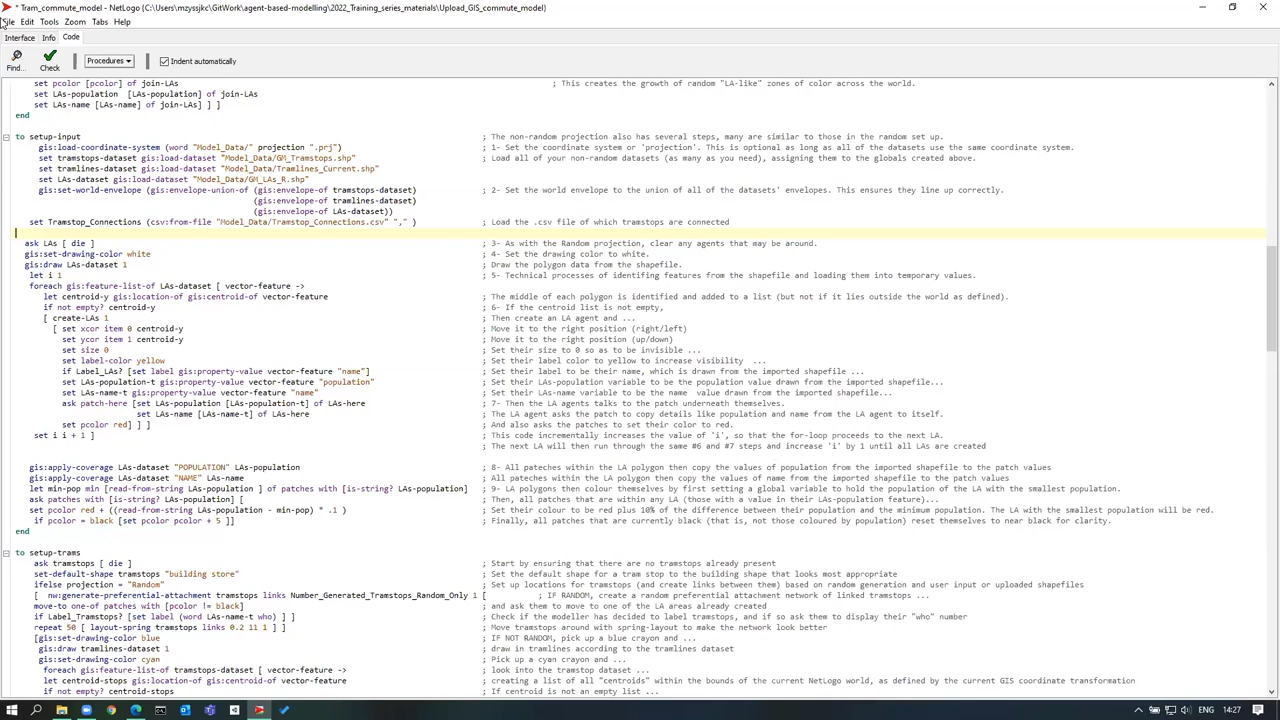 * Tram_commute_model - NetLogo {C:\Users\mzyssjkc\GitWork\agent-based-modelling\2022_Training_series_materials\Upload_GIS_commute_model}
File Edit Tools Zoom Tabs Help
Interface Info Code
Find... Check Procedures ▾ Indent automatically
set pcolor [pcolor] of join-LAs ; This creates the growth of random "LA-like" zones of color across the world.
set LAs-population [LAs-population] of join-LAs
set LAs-name [LAs-name] of join-LAs ] ]
end
to setup-input ; The non-random projection also has several steps, many are similar to those in the random set up.
gis:load-coordinate-system (word "Model_Data/" projection ".prj") ; 1- Set the coordinate system or 'projection'. This is optional as long as all of the datasets use the same coordinate system.
set tramstops-dataset gis:load-dataset "Model_Data/GM_Tramstops.shp" ; Load all of your non-random datasets (as many as you need), assigning them to the globals created above.
set tramlines-dataset gis:load-dataset "Model_Data/Tamlines_Current.shp"
set LAs-dataset gis:load-dataset "Model_Data/GM_LAs_R.shp"
gis:set-world-envelope (gis:envelope-union-of (gis:envelope-of tramstops-dataset) ; 2- Set the world envelope to the union of all of the datasets' envelopes. This ensures they line up correctly.
(gis:envelope-of tramlines-dataset)
(gis:envelope-of LAs-dataset))
set Tramstop_Connections (csv:from-file "Model_Data/Tramstop_Connections.csv" "," ) ; Load the .csv file of which tramstops are connected
ask LAs [ die ] ; 3- As with the Random projection, clear any agents that may be around.
gis:set-drawing-color white ; 4- Set the drawing color to white.
gis:draw LAs-dataset 1 ; Draw the polygon data from the shapefile.
let i 1 ; 5- Technical processes of identifing features from the shapefile and loading them into temporary values.
foreach gis:feature-list-of LAs-dataset [ vector-feature ->
let centroid-y gis:location-of gis:centroid-of vector-feature ; The middle of each polygon is identified and added to a list (but not if it lies outside the world as defined).
if not empty? centroid-y ; 6- If the centroid list is not empty,
[ create-LAs 1 ; Then create an LA agent and ...
[ set xcor item 0 centroid-y ; Move it to the right position (right/left)
set ycor item 1 centroid-y ; Move it to the right position (up/down)
set size 0 ; Set their size to 0 so as to be invisible ...
set label-color yellow ; Set their label color to yellow to increase visibility ...
if Label_LAs? [set label gis:property-value vector-feature "name"] ; Set their label to be their name, which is drawn from the imported shapefile ...
set LAs-population-t gis:property-value vector-feature "population" ; Set their LAs-population variable to be the population value drawn from the imported shapefile...
set LAs-name-t gis:property-value vector-feature "name" ; Set their LAs-name variable to be the name value drawn from the imported shapefile...
ask patch-here [set LAs-population [LAs-population-t] of LAs-here ; 7- Then the LA agents talks to the patch underneath themselves.
set LAs-name [LAs-name-t] of LAs-here ; The LA agent asks the patch to copy details like population and name from the LA agent to itself.
set pcolor red] ] ] ; And also asks the patches to set their color to red.
set i i + 1 ] ; This code incrementally increases the value of 'i', so that the for-loop proceeds to the next LA.
; The next LA will then run through the same #6 and #7 steps and increase 'i' by 1 until all LAs are created
gis:apply-coverage LAs-dataset "POPULATION" LAs-population ; 8- All pateches within the LA polygon then copy the values of population from the imported shapefile to the patch values
gis:apply-coverage LAs-dataset "NAME" LAs-name ; All patches within the LA polygon then copy the values of name from the imported shapefile to the patch values
let min-pop min [read-from-string LAs-population ] of patches with [is-string? LAs-population] ; 9- LA polygons then colour themselves by first setting a global variable to hold the population of the LA with the smallest population.
ask patches with [is-string? LAs-population] [ ; Then, all patches that are within any LA (those with a value in their LAs-population feature)...
set pcolor red + ((read-from-string LAs-population - min-pop) * .1 ) ; Set their colour to be red plus 10% of the difference between their population and the minimum population. The LA with the smallest population will be red.
if pcolor = black [set pcolor pcolor + 5 ]] ; Finally, all patches that are currently black (that is, not those coloured by population) reset themselves to near black for clarity.
end
to setup-trams
ask tramstops [ die ] ; Start by ensuring that there are no tramstops already present
set-default-shape tramstops "building store" ; Set the default shape for a tram stop to the building shape that looks most appropriate
ifelse projection = "Random" ; Set up locations for tramstops (and create links between them) based on random generation and user input or uploaded shapefiles
[ nw:generate-preferential-attachment tramstops links Number_Generated_Tramstops_Random_Only 1 [ ; IF RANDOM, create a random preferential attachment network of linked tramstops ...
move-to one-of patches with [pcolor != black] ; and ask them to move to one of the LA areas already created
if Label_Tramstops? [set label (word LAs-name-t who) ] ] ; Check if the modeller has decided to label tramstops, and if so ask them to display their "who" number
repeat 50 [ layout-spring tramstops links 0.2 11 1 ] ] ; Move tramstops around with spring-layout to make the network look better
[gis:set-drawing-color blue ; IF NOT RANDOM, pick up a blue crayon and ...
gis:draw tramlines-dataset 1 ; draw in tramlines according to the tramlines dataset
gis:set-drawing-color cyan ; Pick up a cyan crayon and ...
foreach gis:feature-list-of tramstops-dataset [ vector-feature -> ; look into the tramstop dataset ...
let centroid-stops gis:location-of gis:centroid-of vector-feature ; creating a list of all "centroids" within the bounds of the current NetLogo world, as defined by the current GIS coordinate transformation
if not empty? centroid-stops ; If centroid is not an empty list ...
ENG 14:27